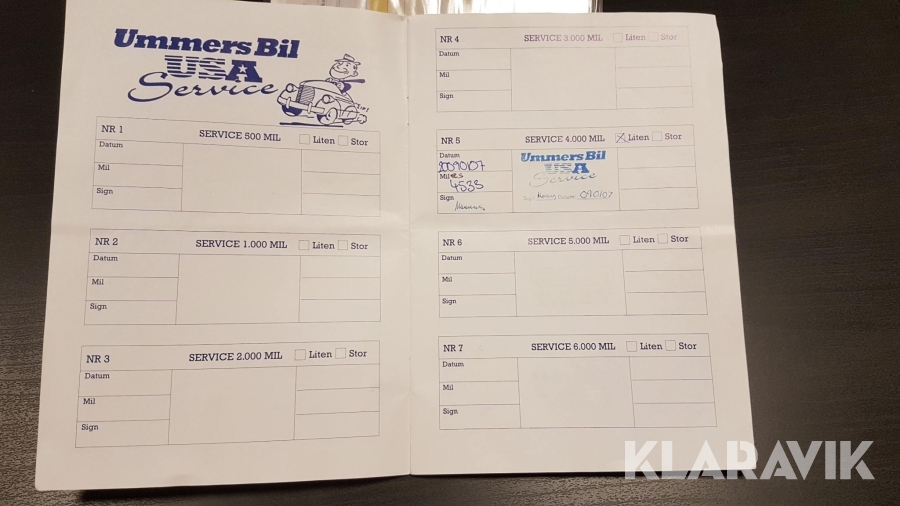 Ummers Bil
USA
Service
NR 1 SERVICE 500 MIL Liten Stor
Datum
Mil
Sign
NR 2 SERVICE 1.000 MIL Liten Stor
Datum
Mil
Sign
NR 3 SERVICE 2.000 MIL Liten Stor
Datum
Mil
Sign
NR 4 SERVICE 3.000 MIL Liten Stor
Datum
Mil
Sign
NR 5 SERVICE 4.000 MIL Liten Stor
Datum
Miles
4535
Sign
Ummers Bil
USA
Service
090107
NR 6 SERVICE 5.000 MIL Liten Stor
Datum
Mil
Sign
NR 7 SERVICE 6.000 MIL Liten Stor
Datum
Mil
Sign
KLARAVIK